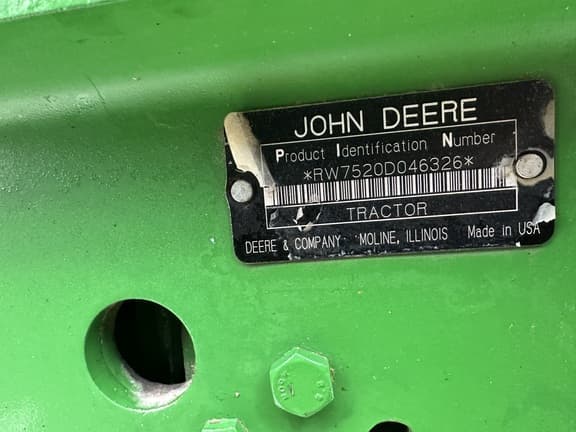 JOHN DEERE
Product Identification Number
*RW7520D046326*
TRACTOR
DEERE & COMPANY MOLINE, ILLINOIS Made in USA